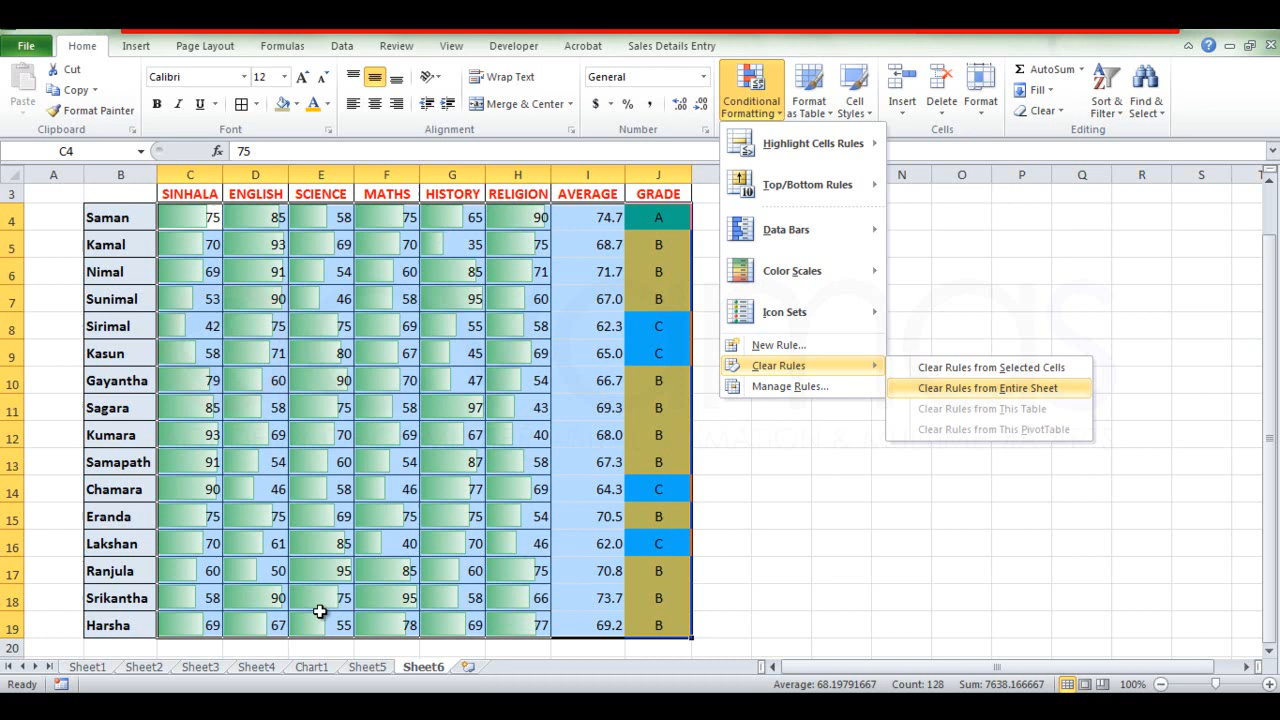 File Home Insert Page Layout Formulas Data Review View Developer Acrobat Sales Details Entry
Paste Cut Copy Format Painter Clipboard
Calibri 12 B I U A Font
Wrap Text Merge & Center Alignment
General $ % , Number
Conditional Formatting Format as Table Cell Styles
Insert Delete Format Cells
Σ AutoSum Fill Clear Sort & Filter Find & Select Editing
C4 fx 75
A B C D E F G H I J N O P Q R S
3 SINHALA ENGLISH SCIENCE MATHS HISTORY RELIGION AVERAGE GRADE
4 Saman 75 85 58 75 65 90 74.7 A
5 Kamal 70 93 69 70 35 75 68.7 B
6 Nimal 69 91 54 60 85 71 71.7 B
7 Sunimal 53 90 46 58 95 60 67.0 B
8 Sirimal 42 75 75 69 55 58 62.3 C
9 Kasun 58 71 80 67 45 69 65.0 C
10 Gayantha 79 60 90 60 46 66.7 B
11 Sagara 85 58 75 58 97 43 69.3 B
12 Kumara 93 69 70 69 67 40 68.0 B
13 Samapath 91 54 60 54 87 58 67.3 B
14 Chamara 90 46 58 46 77 69 64.3 C
15 Eranda 75 75 69 75 75 54 70.5 B
16 Lakshan 70 61 85 40 70 46 62.0 C
17 Ranjula 60 50 95 85 60 75 70.8 B
18 Srikantha 58 90 75 95 58 66 73.7 B
19 Harsha 69 67 55 78 69 77 69.2 B
20
Highlight Cells Rules
Top/Bottom Rules
Data Bars
Color Scales
Icon Sets
New Rule...
Clear Rules
Manage Rules...
Clear Rules from Selected Cells
Clear Rules from Entire Sheet
Clear Rules from This Table
Clear Rules from This PivotTable
Sheet1 Sheet2 Sheet3 Sheet4 Chart1 Sheet5 Sheet6
Ready Average: 68.19791667 Count: 128 Sum: 7638.166667 100%